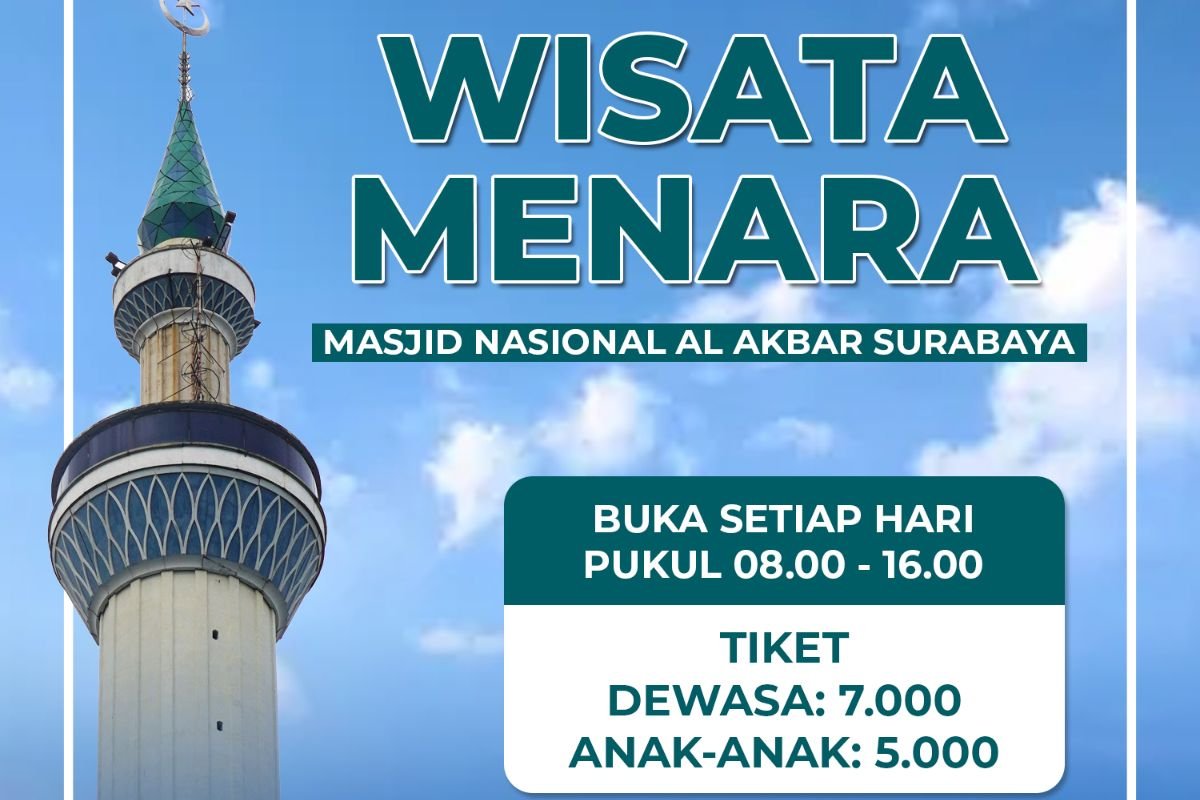 WISATA
MENARA
MASJID NASIONAL AL AKBAR SURABAYA
BUKA SETIAP HARI
PUKUL 08.00 - 16.00
TIKET
DEWASA: 7.000
ANAK-ANAK: 5.000